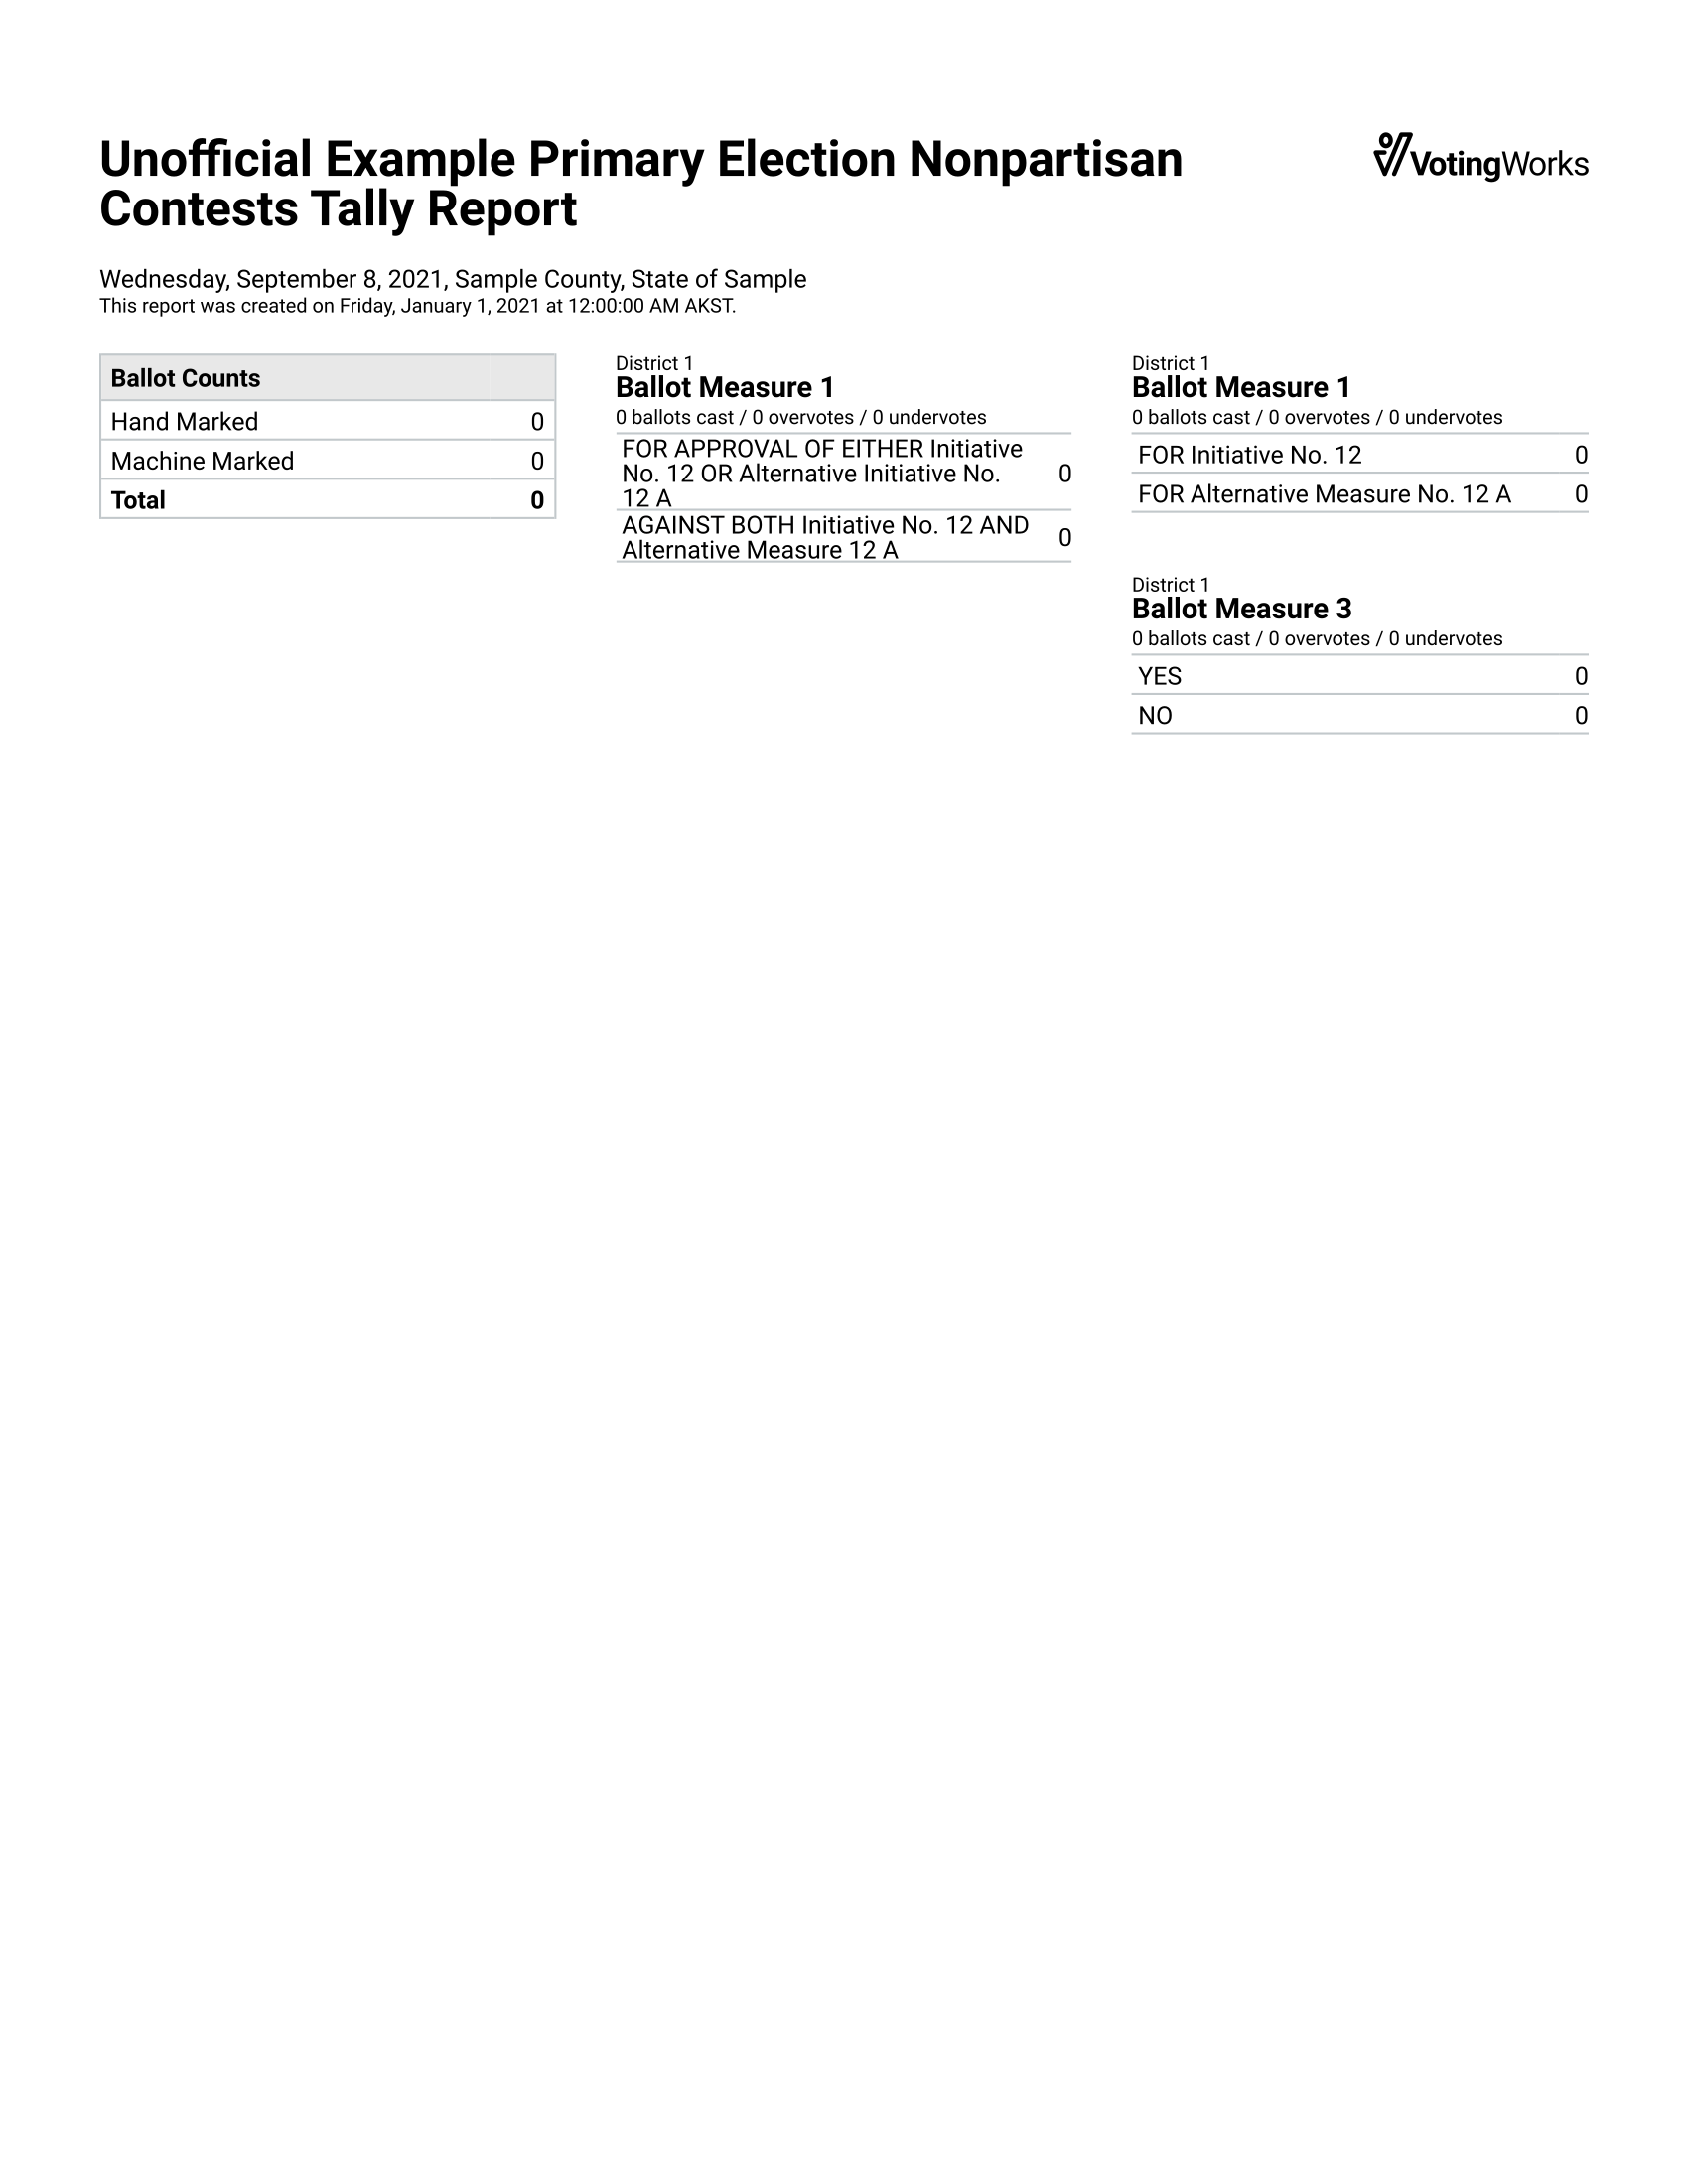 Unofficial Example Primary Election Nonpartisan
Contests Tally Report
VotingWorks
Wednesday, September 8, 2021, Sample County, State of Sample
This report was created on Friday, January 1, 2021 at 12:00:00 AM AKST.
Ballot Counts
Hand Marked 0
Machine Marked 0
Total 0
District 1
Ballot Measure 1
0 ballots cast / 0 overvotes / 0 undervotes
FOR APPROVAL OF EITHER Initiative
No. 12 OR Alternative Initiative No. 0
12 A
AGAINST BOTH Initiative No. 12 AND 0
Alternative Measure 12 A
District 1
Ballot Measure 1
0 ballots cast / 0 overvotes / 0 undervotes
FOR Initiative No. 12 0
FOR Alternative Measure No. 12 A 0
District 1
Ballot Measure 3
0 ballots cast / 0 overvotes / 0 undervotes
YES 0
NO 0